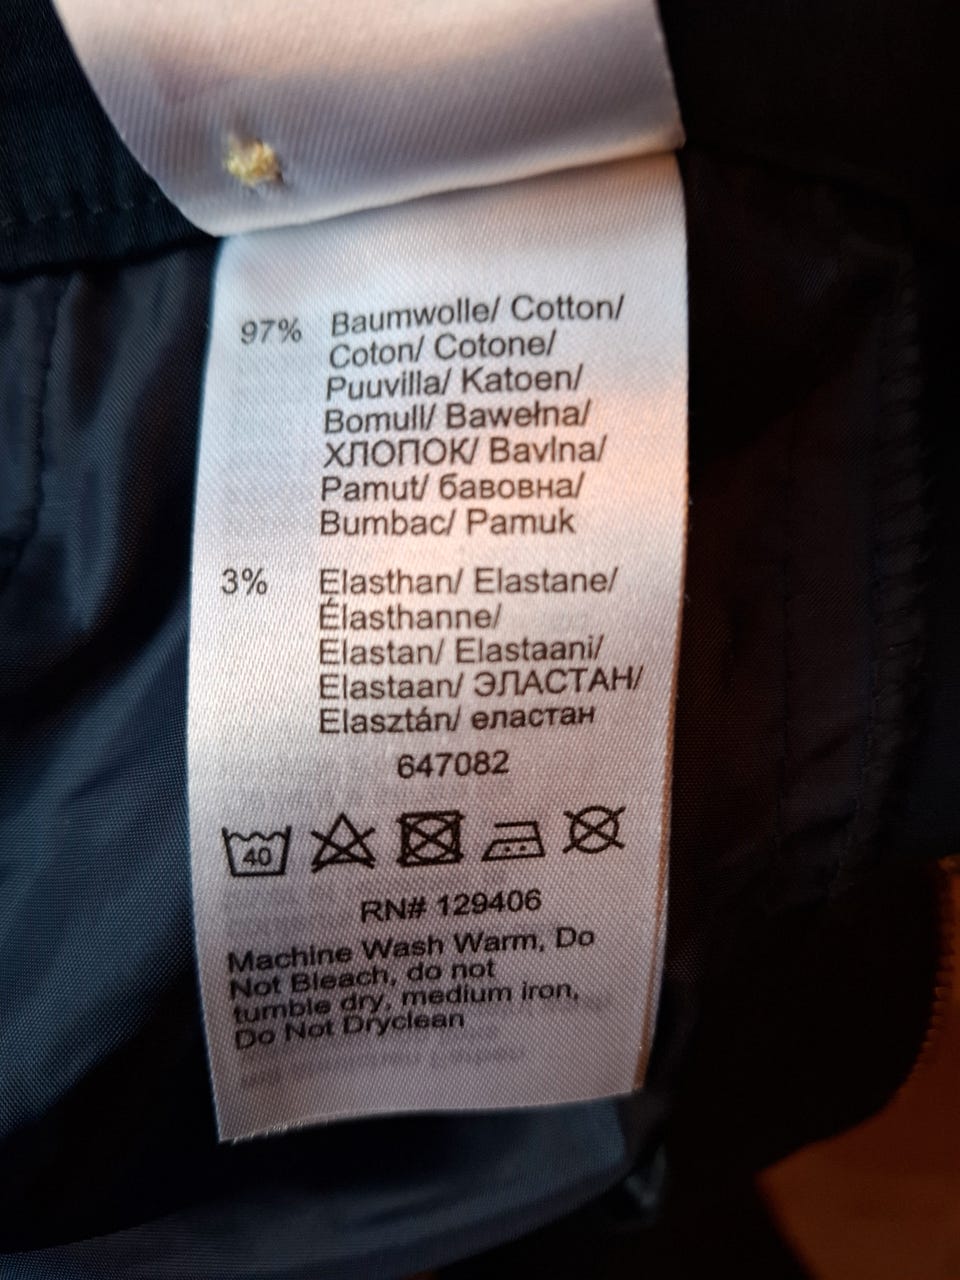 97% Baumwolle/ Cotton/
Coton/ Cotone/
Puuvilla/ Katoen/
Bomull/ Bawełna/
ХЛОПОК/ Bavlna/
Pamut/ бавовна/
Bumbac/ Pamuk
3% Elasthan/ Elastane/
Élasthanne/
Elastan/ Elastaani/
Elastaan/ ЭЛАСТАН/
Elasztán/ еластан
647082
40
RN# 129406
Machine Wash Warm, Do
Not Bleach, do not
tumble dry, medium iron,
Do Not Dryclean